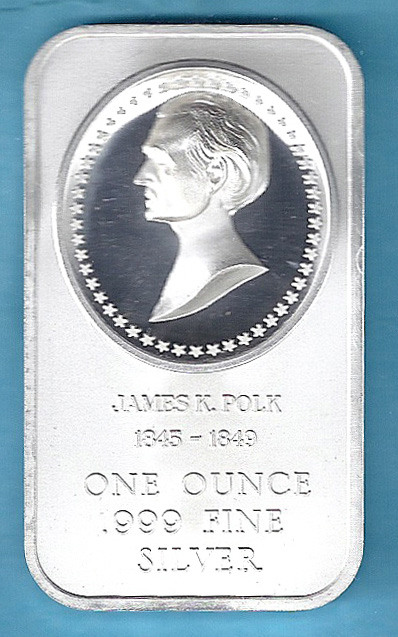 JAMES K. POLK
1845 - 1849
ONE OUNCE
.999 FINE
SILVER